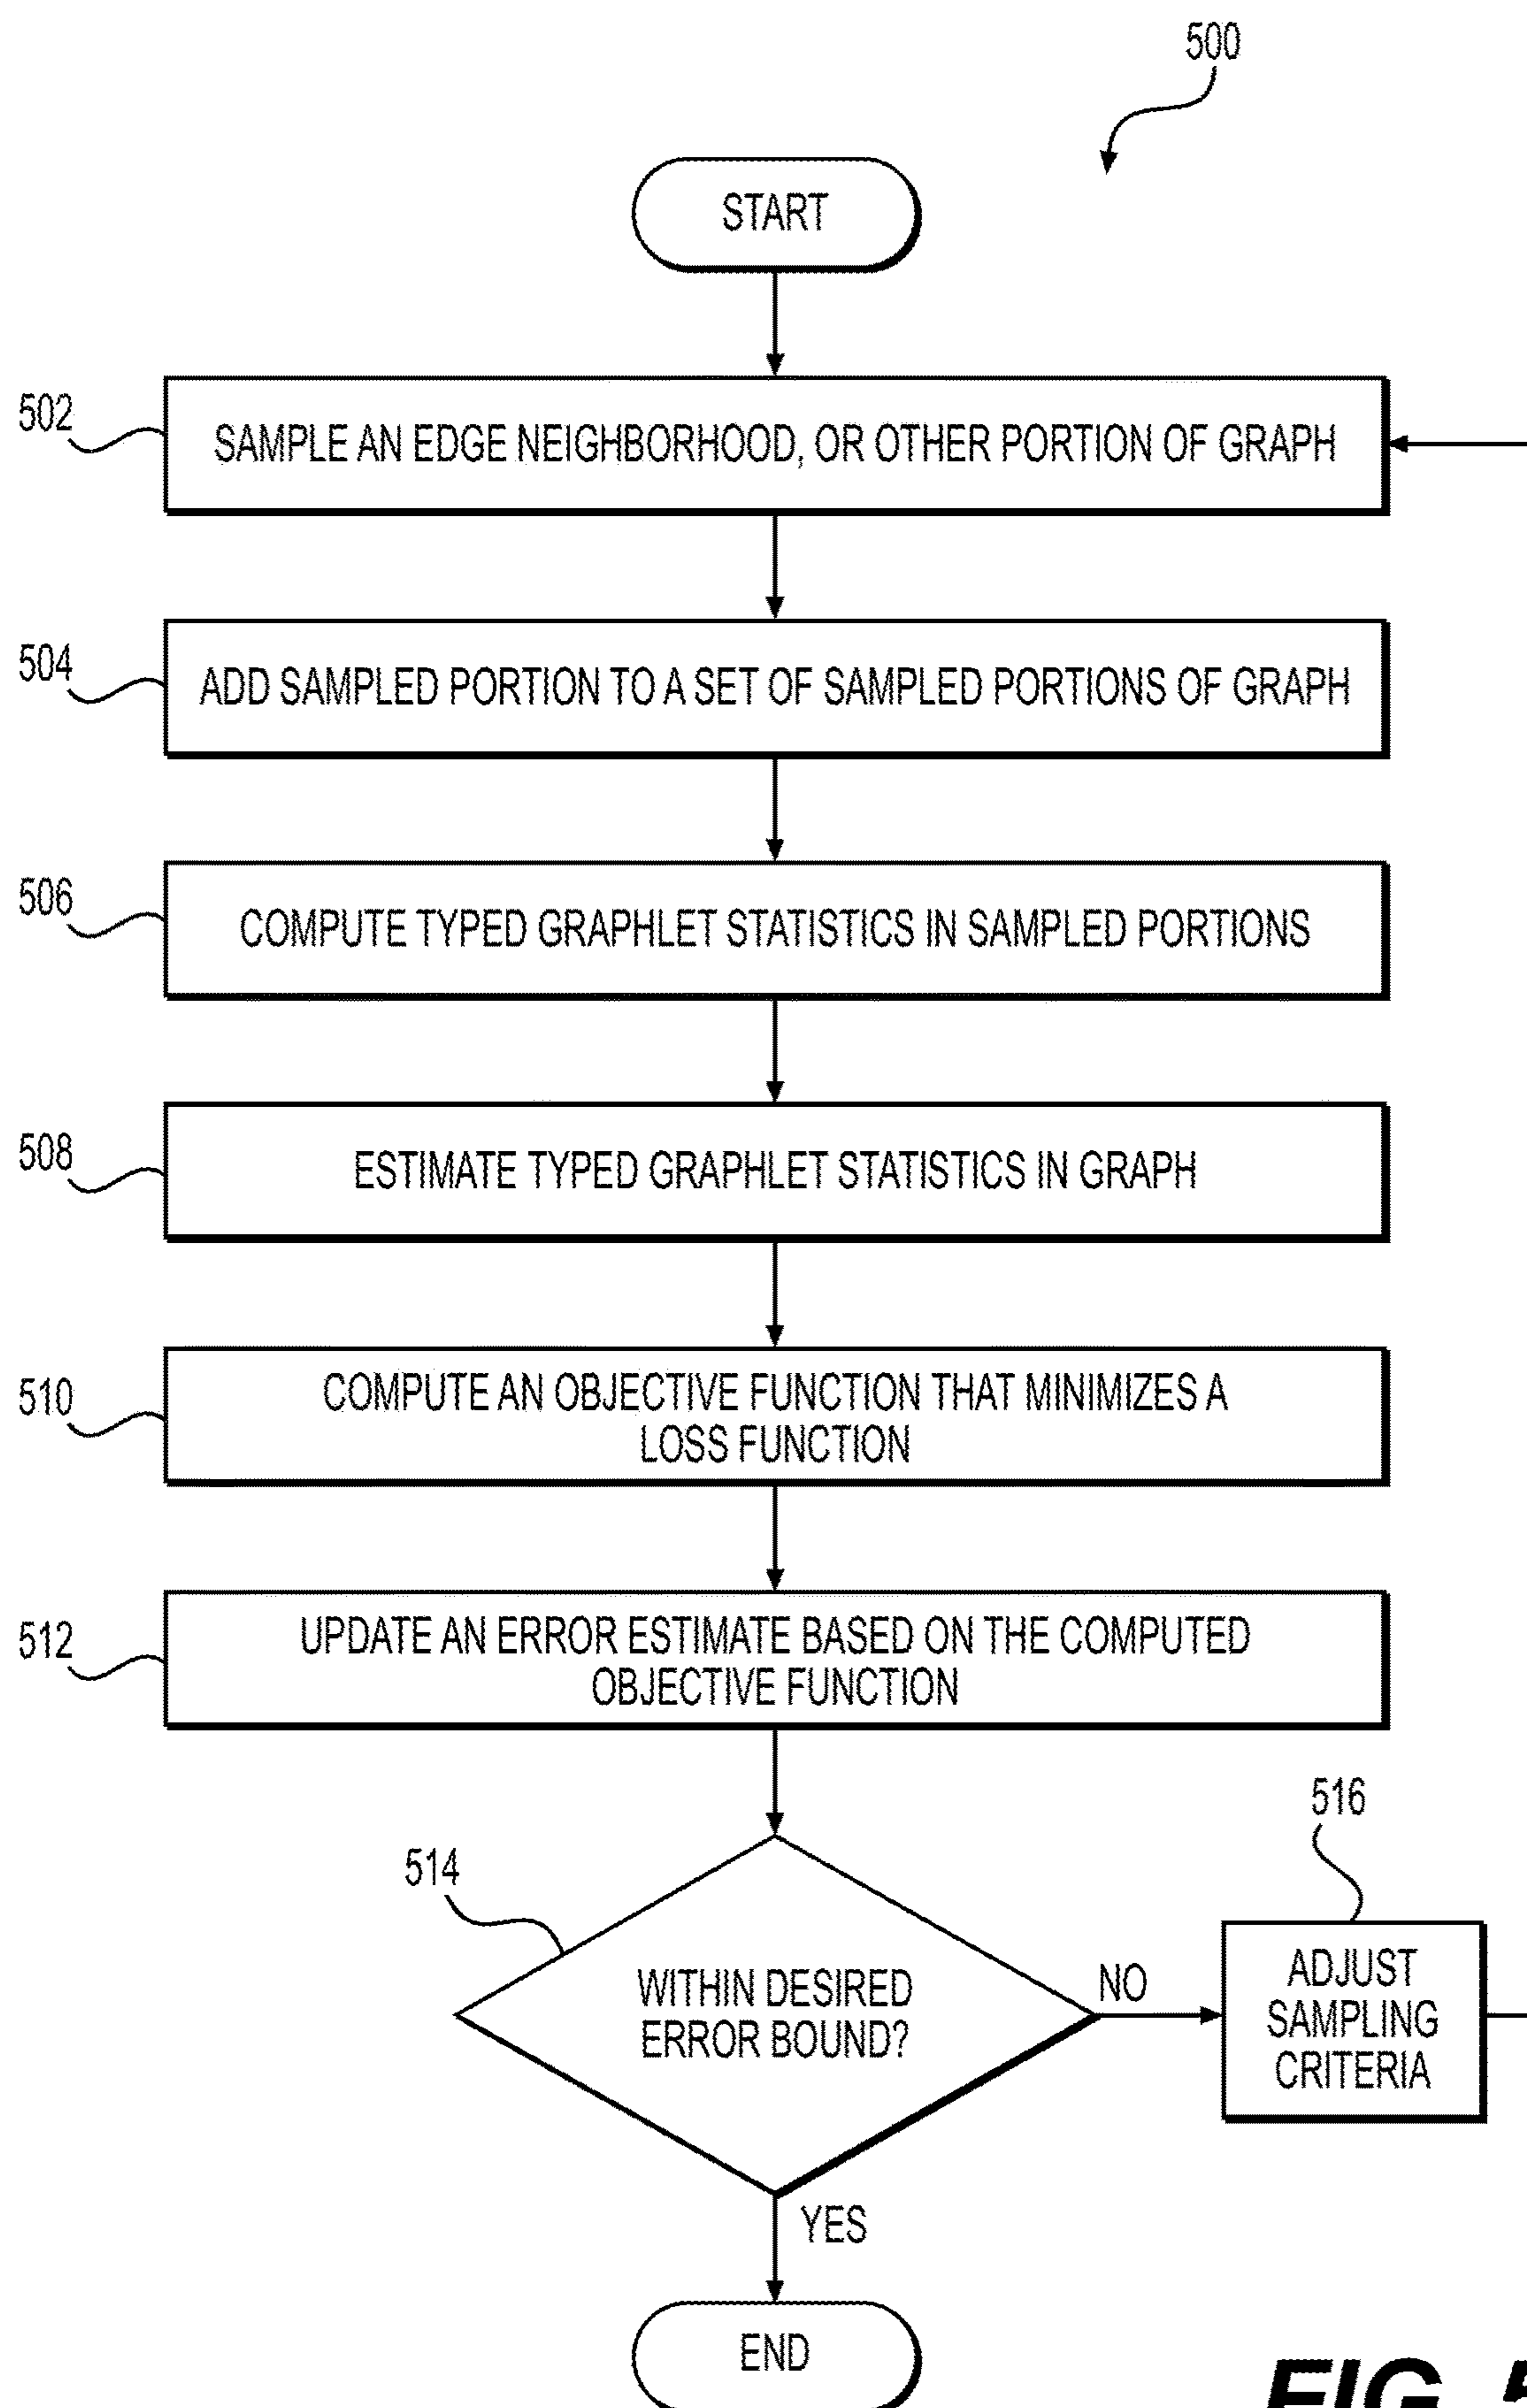 500
START
502
SAMPLE AN EDGE NEIGHBORHOOD, OR OTHER PORTION OF GRAPH
504
ADD SAMPLED PORTION TO A SET OF SAMPLED PORTIONS OF GRAPH
506
COMPUTE TYPED GRAPHLET STATISTICS IN SAMPLED PORTIONS
508
ESTIMATE TYPED GRAPHLET STATISTICS IN GRAPH
510
COMPUTE AN OBJECTIVE FUNCTION THAT MINIMIZES A
LOSS FUNCTION
512
UPDATE AN ERROR ESTIMATE BASED ON THE COMPUTED
OBJECTIVE FUNCTION
514
WITHIN DESIRED
ERROR BOUND?
NO
516
ADJUST
SAMPLING
CRITERIA
YES
END
FIG.